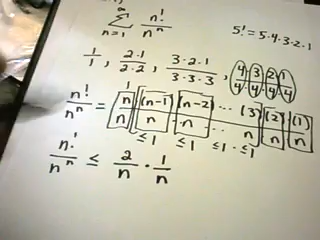 ∞
Σ n!/nⁿ
n=1
5! = 5·4·3·2·1
1/1, 2·1/2·2, 3·2·1/3·3·3, 4·3·2·1/4·4·4·4
n!/nⁿ = n/n (n-1)/n (n-2)/n ... (3)/n (2)/n (1)/n
1
≤1 ≤1 ≤1 · ≤1
n!/nⁿ ≤ 2/n · 1/n